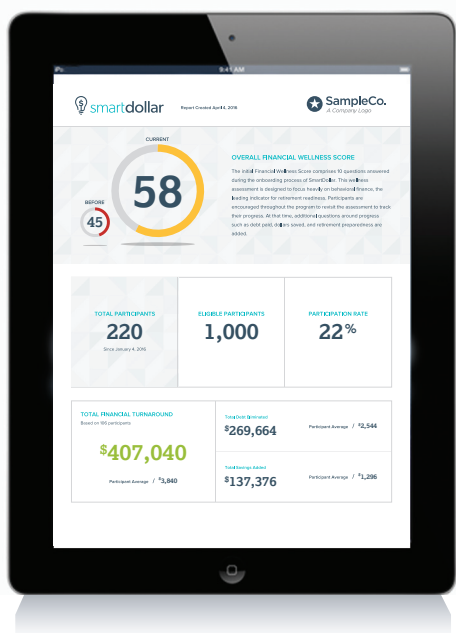 iPo
9:45 AM
smartdollar
Report Created April 4, 2016
SampleCo.
A Company Logo
CURRENT
58
BEFORE
45
OVERALL FINANCIAL WELLNESS SCORE
The Initial Financial Wellness Score comprises 10 questions answered
during the onboarding process of SmartDollar. This wellness
assessment is designed to focus heavily on behavioral finance, the
leading indicator for retirement readiness. Participants are
encouraged throughout the program to revisit the assessment to track
their progress. At that time, additional questions around progress
such as debt paid, dollars saved, and retirement preparedness are
added.
TOTAL PARTICIPANTS
220
Since January 4, 2016
ELIGIBLE PARTICIPANTS
1,000
PARTICIPATION RATE
22%
TOTAL FINANCIAL TURNAROUND
Based on 106 participants
$407,040
Participant Average / $3,840
Total Debt Eliminated
$269,664
Participant Average / $2,544
Total Savings Added
$137,376
Participant Average / $1,296